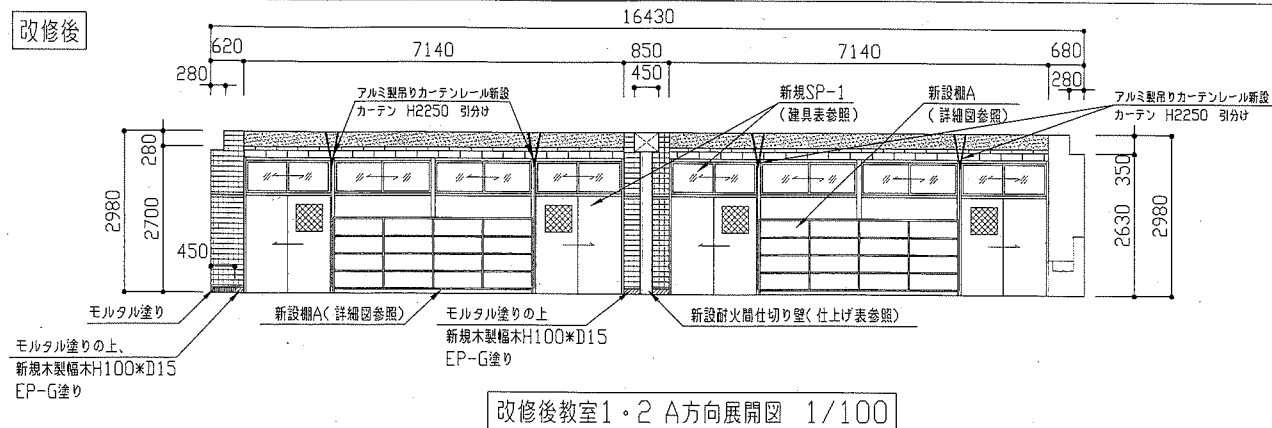 改修後
16430
620
7140
850
7140
680
280
450
280
アルミ製吊りカーテンレール新設
カーテン H2250 引分け
新規SP-1
(建具表参照)
新設棚A
(詳細図参照)
アルミ製吊りカーテンレール新設
カーテン H2250 引分け
280
2980
2700
450
350
2630
2980
モルタル塗り
新設棚A(詳細図参照)
モルタル塗りの上
新規木製幅木H100*D15
EP-G塗り
新設耐火間仕切り壁(仕上げ表参照)
モルタル塗りの上、
新規木製幅木H100*D15
EP-G塗り
改修後教室1・2 A方向展開図 1/100